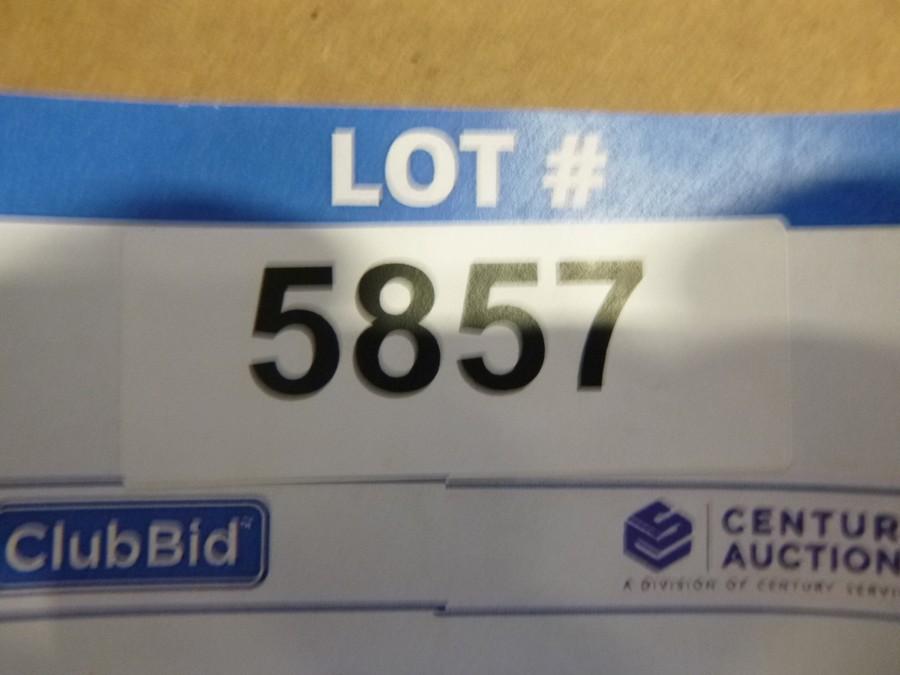 LOT #
5857
ClubBid
CENTUR
AUCTION
A DIVISION OF CENTURY SERVI